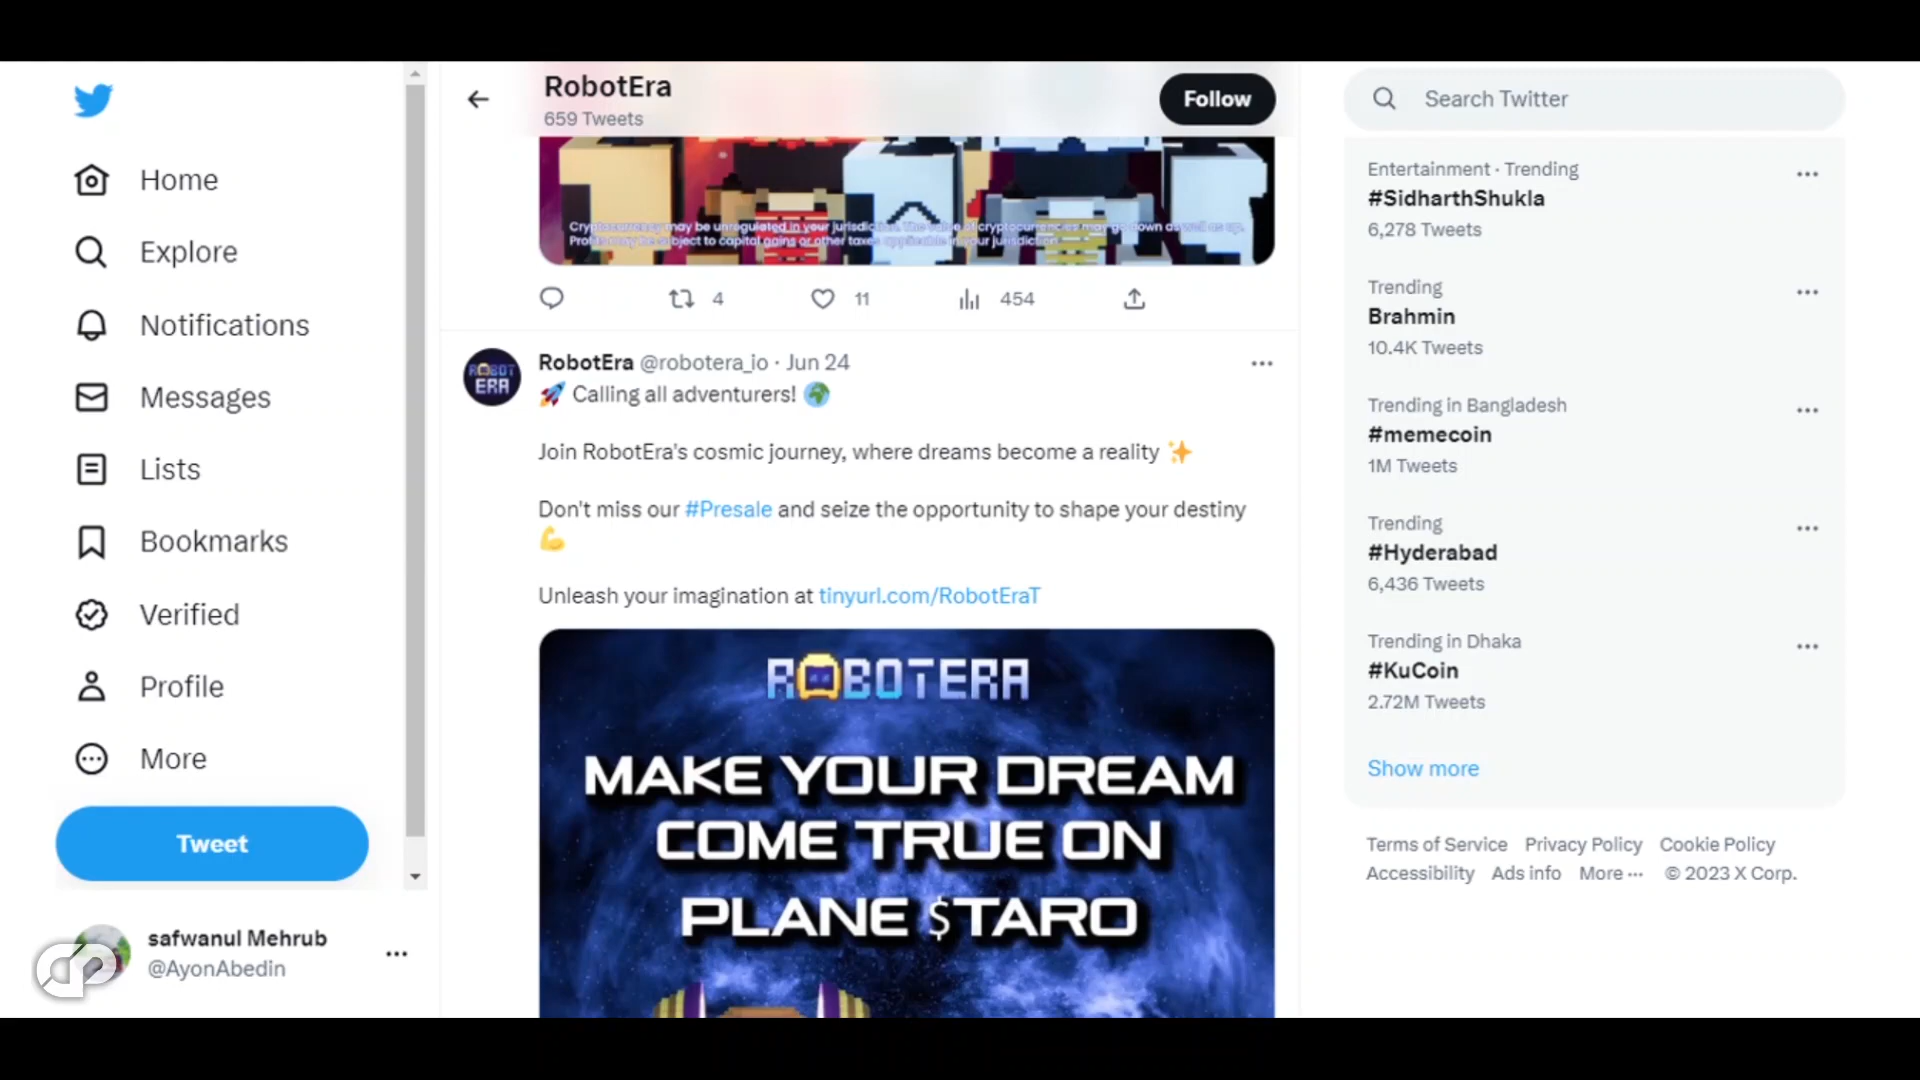 Home
Explore
Notifications
Messages
Lists
Bookmarks
Verified
Profile
More
Tweet
safwanul Mehrub
@AyonAbedin
RobotEra
659 Tweets
Follow
Cryptocurrency may be unregulated in your jurisdiction. The value of cryptocurrencies may go down as well as up.
Profits may be subject to capital gains or other taxes applicable in your jurisdiction.
4
11
454
ROBOT
ERA
RobotEra @robotera_io · Jun 24
🚀 Calling all adventurers! 🌍
Join RobotEra's cosmic journey, where dreams become a reality ✨
Don't miss our #Presale and seize the opportunity to shape your destiny
💪
Unleash your imagination at tinyurl.com/RobotEraT
ROBOTERA
MAKE YOUR DREAM
COME TRUE ON
PLANE $TARO
Search Twitter
Entertainment · Trending
#SidharthShukla
6,278 Tweets
Trending
Brahmin
10.4K Tweets
Trending in Bangladesh
#memecoin
1M Tweets
Trending
#Hyderabad
6,436 Tweets
Trending in Dhaka
#KuCoin
2.72M Tweets
Show more
Terms of Service Privacy Policy Cookie Policy
Accessibility Ads info More ··· © 2023 X Corp.